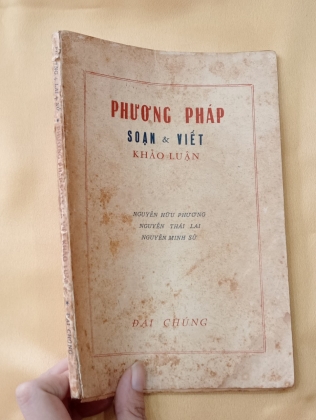 PHƯƠNG PHÁP
SOẠN & VIẾT
KHẢO LUẬN
NGUYỄN HỮU PHƯƠNG
NGUYỄN THÁI LAI
NGUYỄN MINH SỬ
ĐẠI CHÚNG